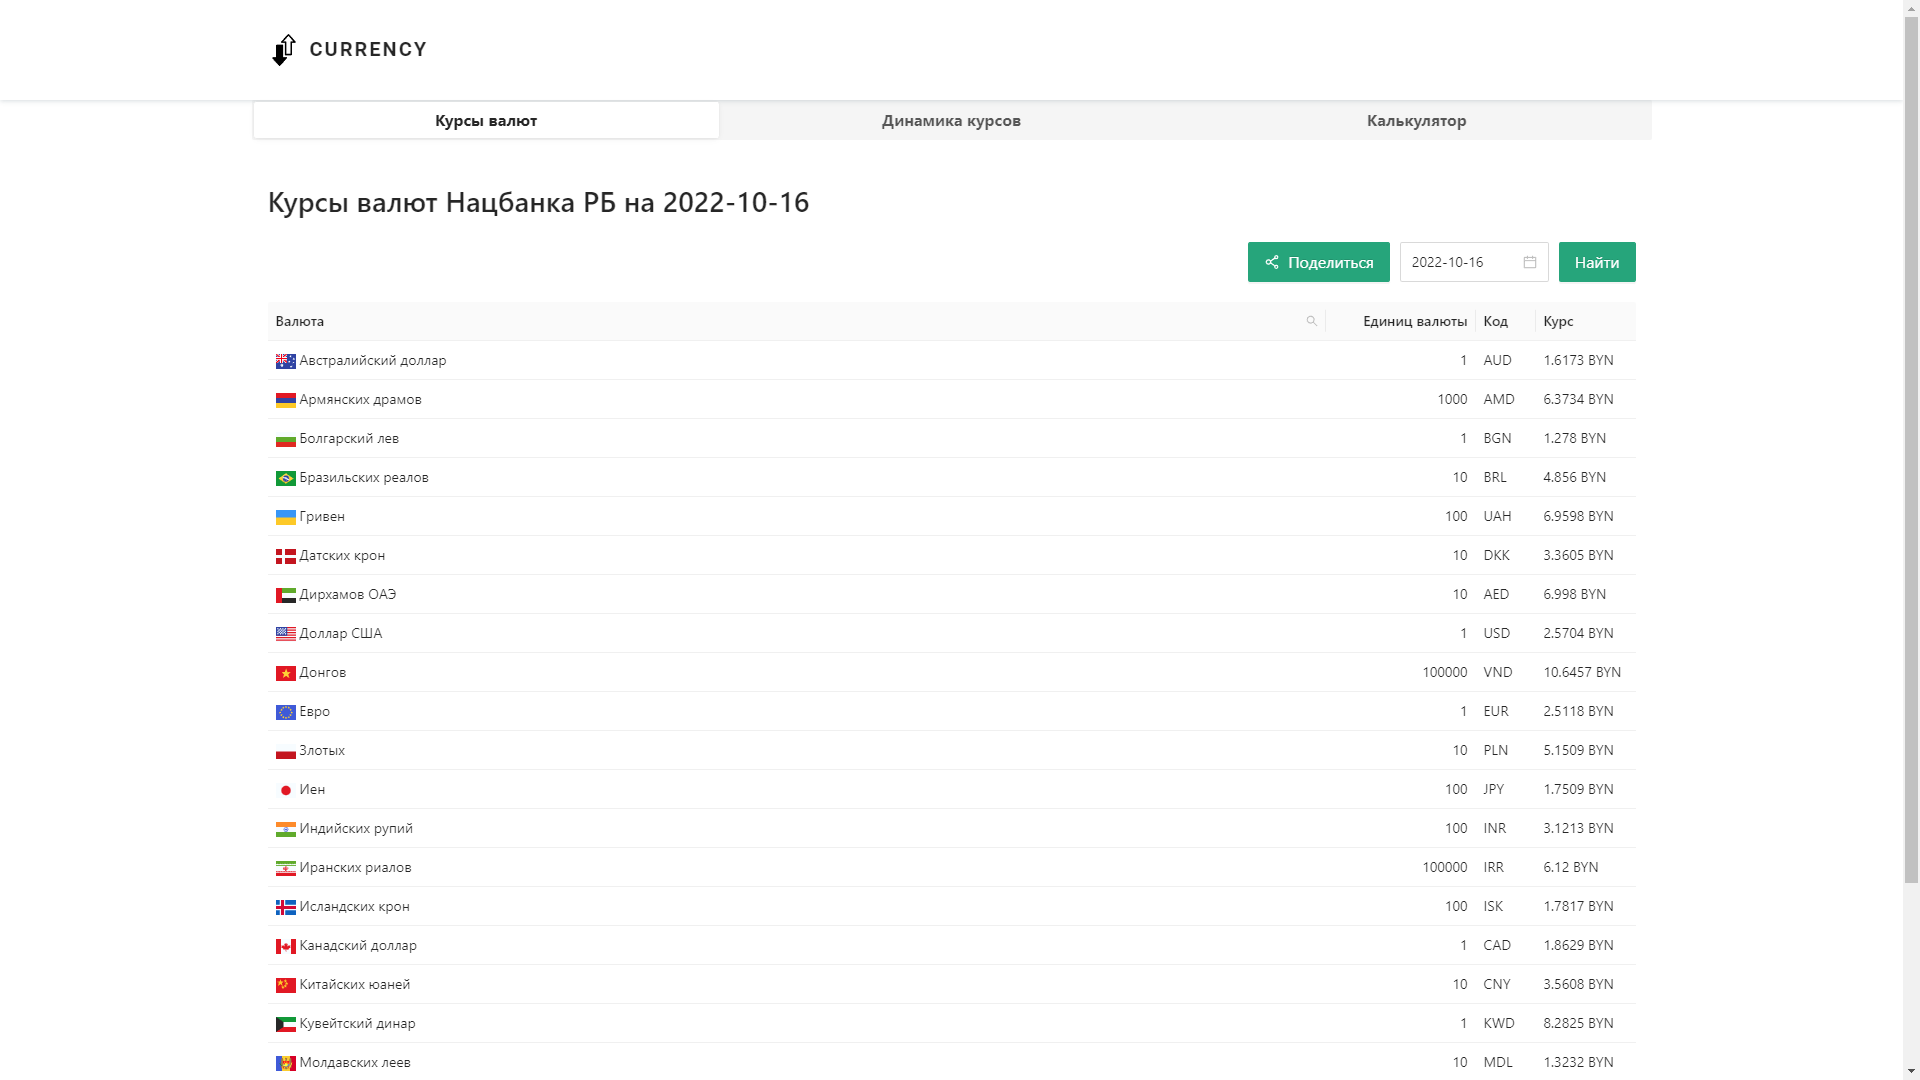 CURRENCY
Курсы валют Динамика курсов Калькулятор
Курсы валют Нацбанка РБ на 2022-10-16
Поделиться 2022-10-16 Найти
Валюта Единиц валюты Код Курс
Австралийский доллар 1 AUD 1.6173 BYN
Армянских драмов 1000 AMD 6.3734 BYN
Болгарский лев 1 BGN 1.278 BYN
Бразильских реалов 10 BRL 4.856 BYN
Гривен 100 UAH 6.9598 BYN
Датских крон 10 DKK 3.3605 BYN
Дирхамов ОАЭ 10 AED 6.998 BYN
Доллар США 1 USD 2.5704 BYN
Донгов 100000 VND 10.6457 BYN
Евро 1 EUR 2.5118 BYN
Злотых 10 PLN 5.1509 BYN
Иен 100 JPY 1.7509 BYN
Индийских рупий 100 INR 3.1213 BYN
Иранских риалов 100000 IRR 6.12 BYN
Исландских крон 100 ISK 1.7817 BYN
Канадский доллар 1 CAD 1.8629 BYN
Китайских юаней 10 CNY 3.5608 BYN
Кувейтский динар 1 KWD 8.2825 BYN
Молдавских леев 10 MDL 1.3232 BYN